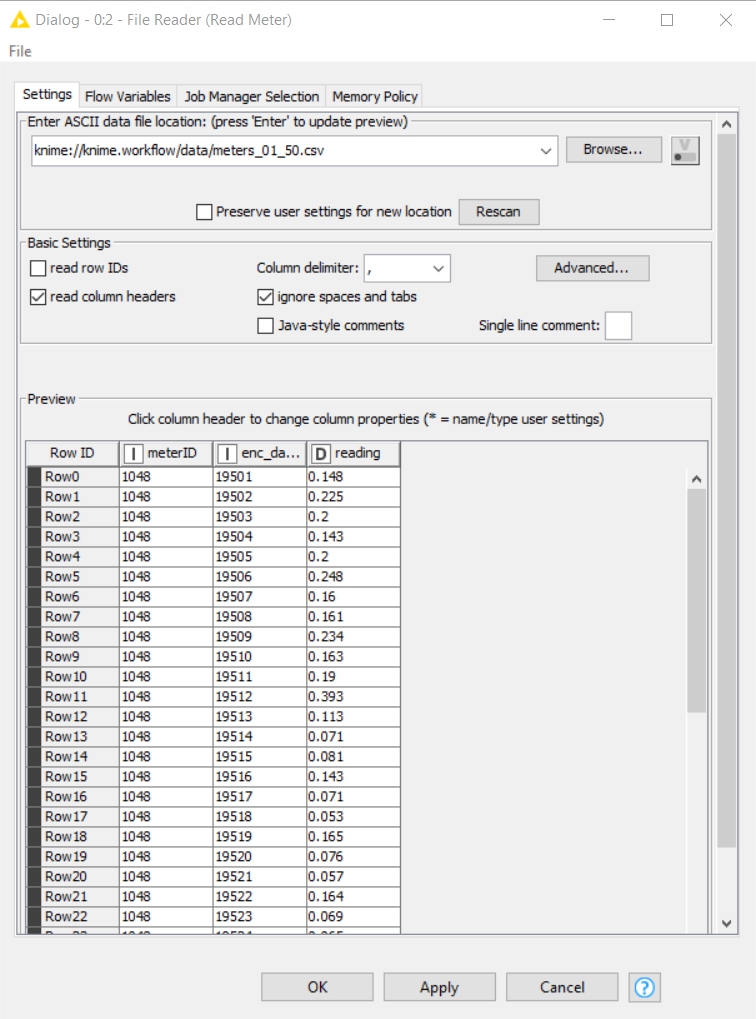 Dialog - 0:2 - File Reader (Read Meter)
File
Settings Flow Variables Job Manager Selection Memory Policy
Enter ASCII data file location: (press 'Enter' to update preview)
knime://knime.workflow/data/meters_01_50.csv Browse... V
Preserve user settings for new location Rescan
Basic Settings
read row IDs Column delimiter: , Advanced...
read column headers ignore spaces and tabs
Java-style comments Single line comment:
Preview
Click column header to change column properties (* = name/type user settings)
Row ID I meterID I enc_da... D reading
Row0 1048 19501 0.148
Row1 1048 19502 0.225
Row2 1048 19503 0.2
Row3 1048 19504 0.143
Row4 1048 19505 0.2
Row5 1048 19506 0.248
Row6 1048 19507 0.16
Row7 1048 19508 0.161
Row8 1048 19509 0.234
Row9 1048 19510 0.163
Row10 1048 19511 0.19
Row11 1048 19512 0.393
Row12 1048 19513 0.113
Row13 1048 19514 0.071
Row14 1048 19515 0.081
Row15 1048 19516 0.143
Row16 1048 19517 0.071
Row17 1048 19518 0.053
Row18 1048 19519 0.165
Row19 1048 19520 0.076
Row20 1048 19521 0.057
Row21 1048 19522 0.164
Row22 1048 19523 0.069
OK Apply Cancel ?